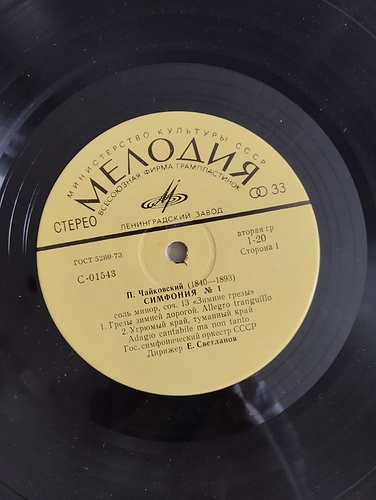 МИНИСТЕРСТВО КУЛЬТУРЫ СССР
МЕЛОДИЯ
ВСЕСОЮЗНАЯ ФИРМА ГРАМПЛАСТИНОК
СТЕРЕО
33
ЛЕНИНГРАДСКИЙ ЗАВОД
ГОСТ 5289-73
вторая гр
1-20
С-01543
Сторона 1
П. Чайковский (1840—1893)
СИМФОНИЯ № 1
соль минор, соч. 13 «Зимние грезы»
1. Грезы зимней дорогой. Allegro tranguillo
2. Угрюмый край, туманный край
Adagio cantabile ma non tanto
Гос. симфонический оркестр СССР
Дирижер Е. Светланов